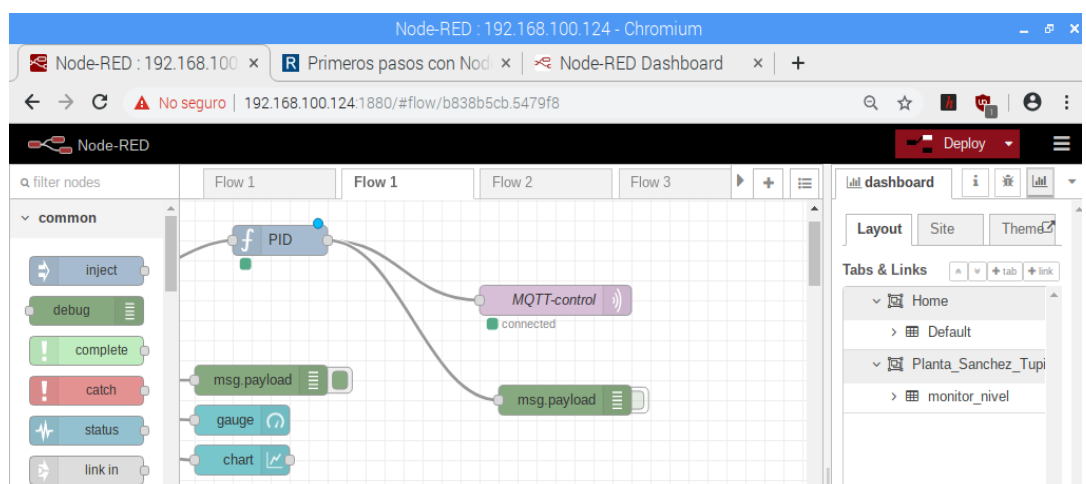 Node-RED : 192.168.100.124 - Chromium
Node-RED : 192.168.100
Primeros pasos con Nod
Node-RED Dashboard
No seguro | 192.168.100.124:1880/#flow/b838b5cb.5479f8
1
Node-RED
Deploy
filter nodes
Flow 1
Flow 1
Flow 2
Flow 3
dashboard
common
inject
debug
complete
catch
status
link in
PID
MQTT-control
connected
msg.payload
msg.payload
gauge
chart
Layout
Site
Theme
Tabs & Links
+ tab
+ link
Home
Default
Planta_Sanchez_Tupi
monitor_nivel